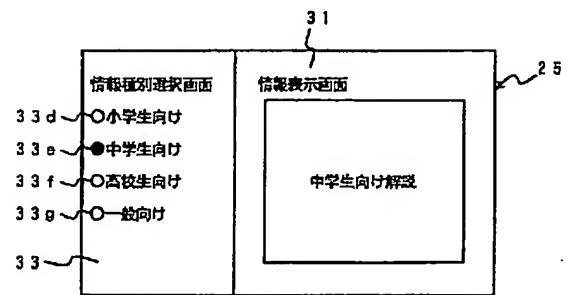 31
25
情報種別選択画面
情報表示画面
33d
○小学生向け
33e
●中学生向け
33f
○高校生向け
33g
○一般向け
33
中学生向け解説